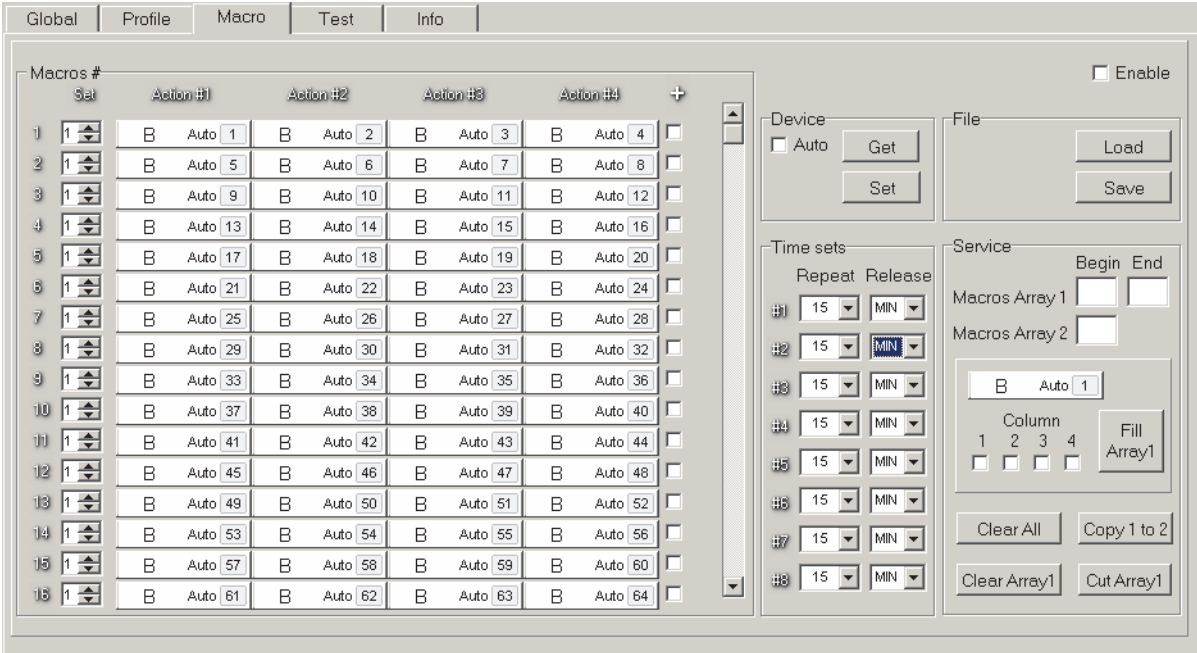 Global Profile Macro Test Info
Macros #
Enable
Set Action #1 Action #2 Action #3 Action #4 +
1 1 B Auto 1 B Auto 2 B Auto 3 B Auto 4
2 1 B Auto 5 B Auto 6 B Auto 7 B Auto 8
3 1 B Auto 9 B Auto 10 B Auto 11 B Auto 12
4 1 B Auto 13 B Auto 14 B Auto 15 B Auto 16
5 1 B Auto 17 B Auto 18 B Auto 19 B Auto 20
6 1 B Auto 21 B Auto 22 B Auto 23 B Auto 24
7 1 B Auto 25 B Auto 26 B Auto 27 B Auto 28
8 1 B Auto 29 B Auto 30 B Auto 31 B Auto 32
9 1 B Auto 33 B Auto 34 B Auto 35 B Auto 36
10 1 B Auto 37 B Auto 38 B Auto 39 B Auto 40
11 1 B Auto 41 B Auto 42 B Auto 43 B Auto 44
12 1 B Auto 45 B Auto 46 B Auto 47 B Auto 48
13 1 B Auto 49 B Auto 50 B Auto 51 B Auto 52
14 1 B Auto 53 B Auto 54 B Auto 55 B Auto 56
15 1 B Auto 57 B Auto 58 B Auto 59 B Auto 60
16 1 B Auto 61 B Auto 62 B Auto 63 B Auto 64
Device
Auto Get
Set
File
Load
Save
Time sets
Repeat Release
#1 15 MIN
#2 15 MIN
#3 15 MIN
#4 15 MIN
#5 15 MIN
#6 15 MIN
#7 15 MIN
#8 15 MIN
Service
Begin End
Macros Array 1
Macros Array 2
B Auto 1
Column
1 2 3 4
Fill
Array1
Clear All Copy 1 to 2
Clear Array1 Cut Array1